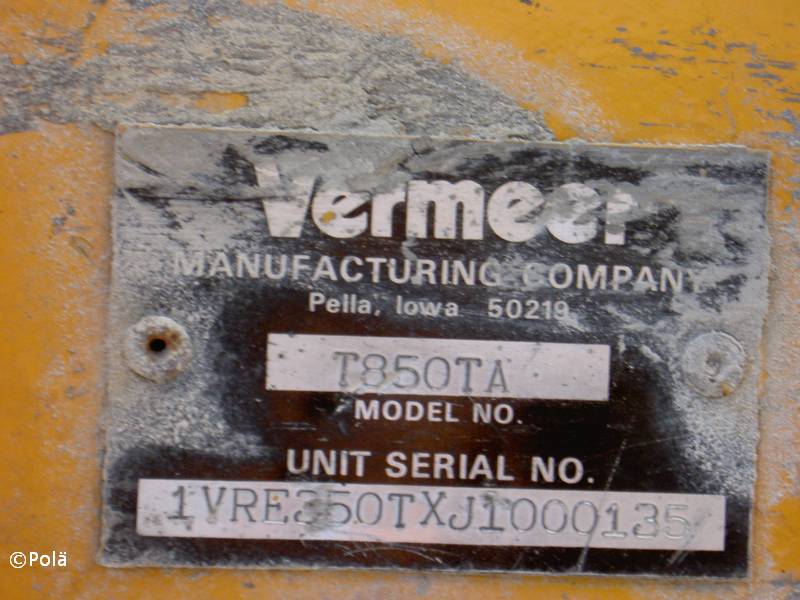 Vermeer
MANUFACTURING COMPANY
Pella, Iowa 50219
T850TA
MODEL NO.
UNIT SERIAL NO.
1VRE350TXJ1000135
©Polä